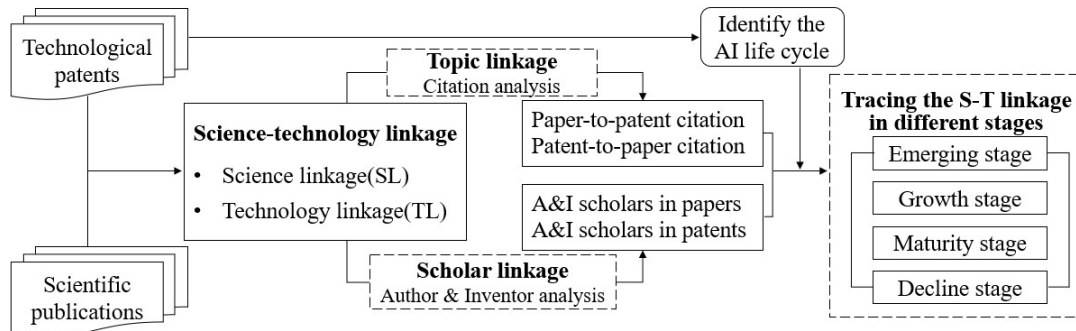 Technological
patents
Identify the
AI life cycle
Topic linkage
Citation analysis
Science-technology linkage
• Science linkage(SL)
• Technology linkage(TL)
Paper-to-patent citation
Patent-to-paper citation
A&I scholars in papers
A&I scholars in patents
Scholar linkage
Author & Inventor analysis
Scientific
publications
Tracing the S-T linkage
in different stages
Emerging stage
Growth stage
Maturity stage
Decline stage